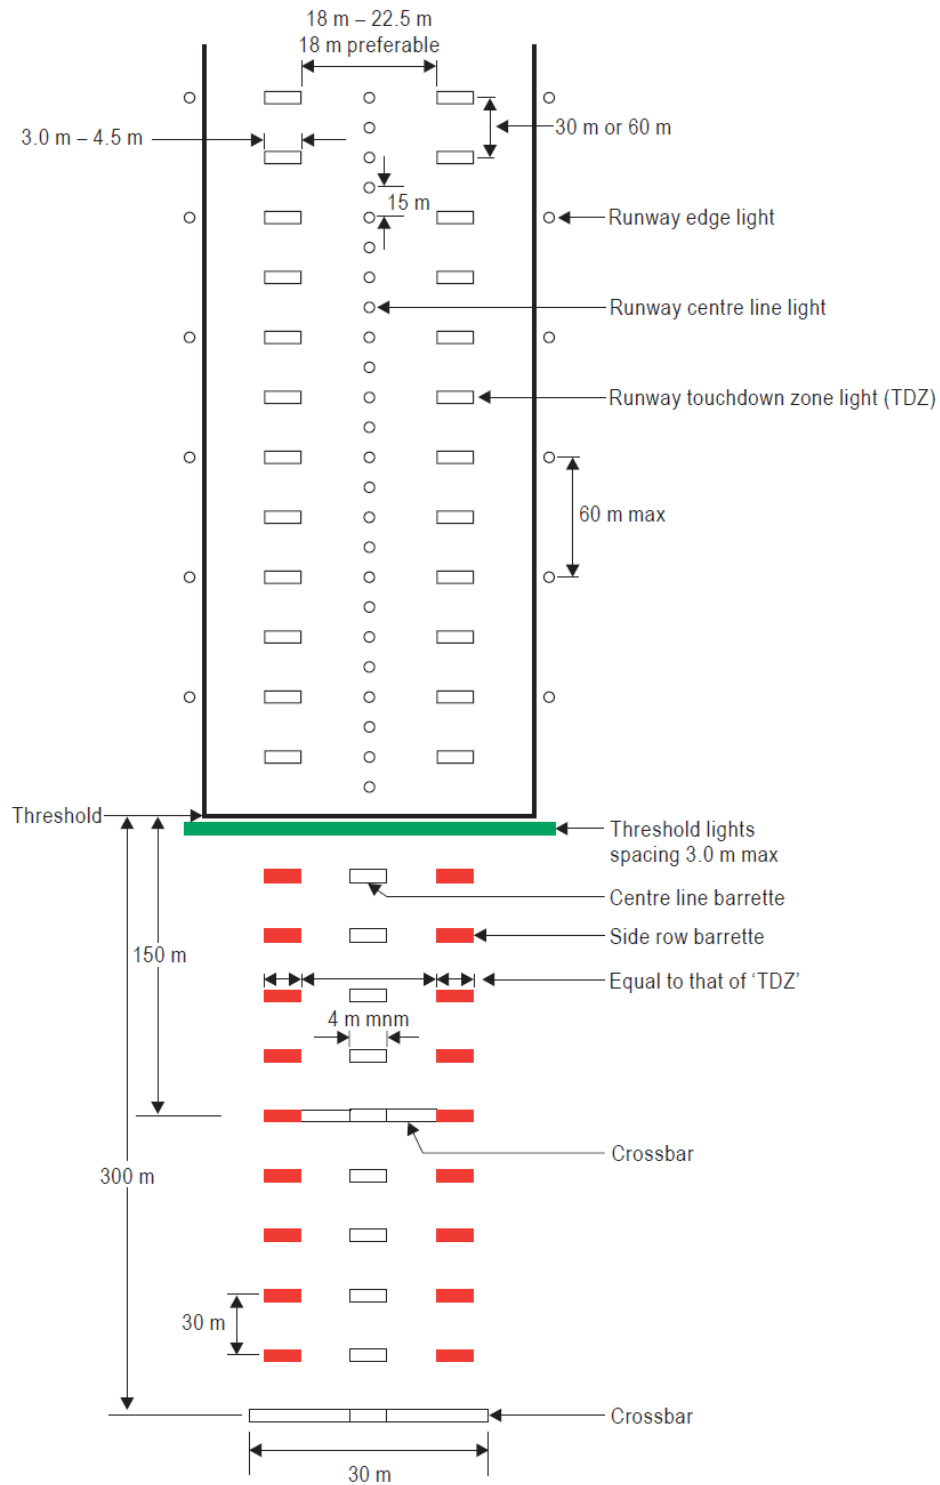 18 m – 22.5 m
18 m preferable
30 m or 60 m
3.0 m – 4.5 m
15 m
Runway edge light
Runway centre line light
Runway touchdown zone light (TDZ)
60 m max
Threshold
Threshold lights
spacing 3.0 m max
Centre line barrette
Side row barrette
150 m
Equal to that of ‘TDZ’
4 m mnm
Crossbar
300 m
30 m
Crossbar
30 m